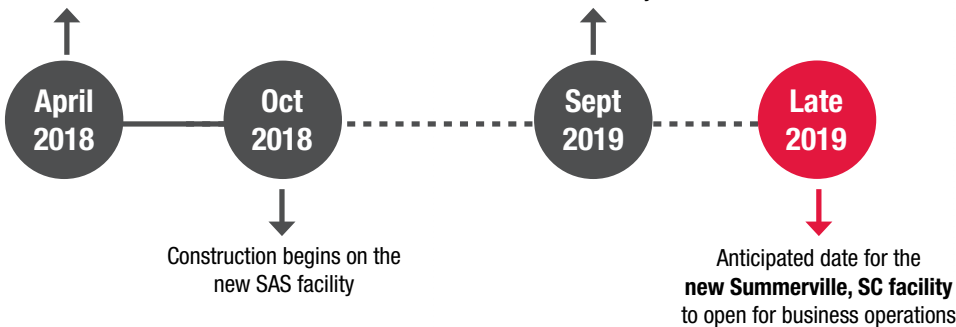 April
2018
Oct
2018
Sept
2019
Late
2019
Construction begins on the
new SAS facility
Anticipated date for the
new Summerville, SC facility
to open for business operations